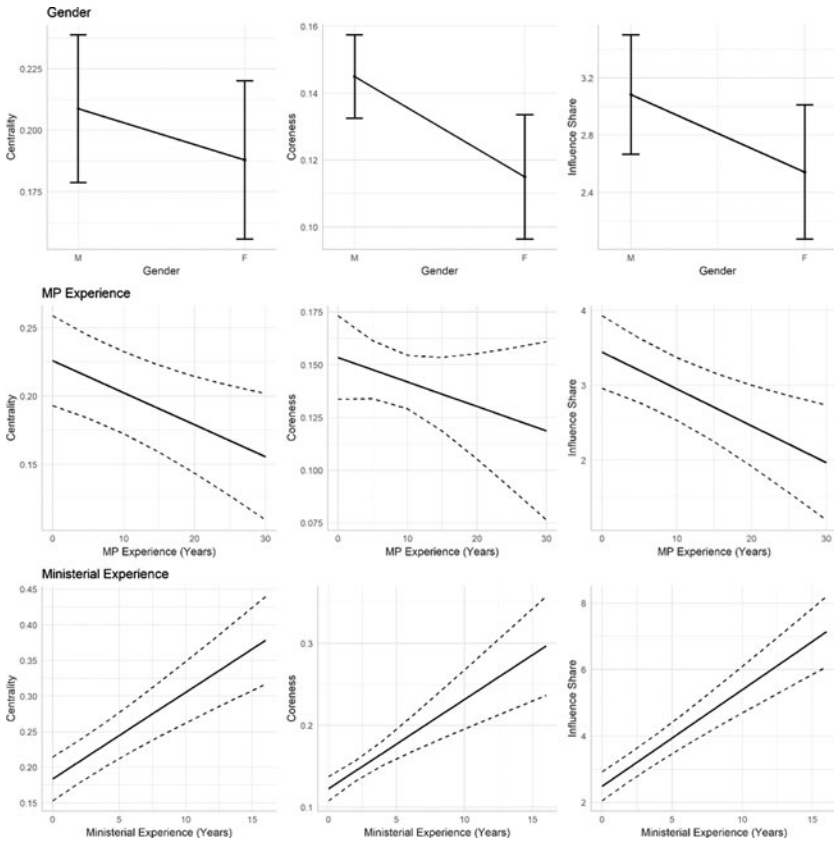 Gender
Centrality
0.225
0.200
0.175
M
F
Gender
Coreness
0.16
0.14
0.12
0.10
M
F
Gender
Influence Share
3.2
2.8
2.4
M
F
Gender
MP Experience
Centrality
0.25
0.20
0.15
0 10 20 30
MP Experience (Years)
Coreness
0.175
0.150
0.125
0.100
0.075
0 10 20 30
MP Experience (Years)
Influence Share
4
3
2
0 10 20 30
MP Experience (Years)
Ministerial Experience
Centrality
0.45
0.40
0.35
0.30
0.25
0.20
0.15
0 5 10 15
Ministerial Experience (Years)
Coreness
0.3
0.2
0.1
0 5 10 15
Ministerial Experience (Years)
Influence Share
8
6
4
2
0 5 10 15
Ministerial Experience (Years)